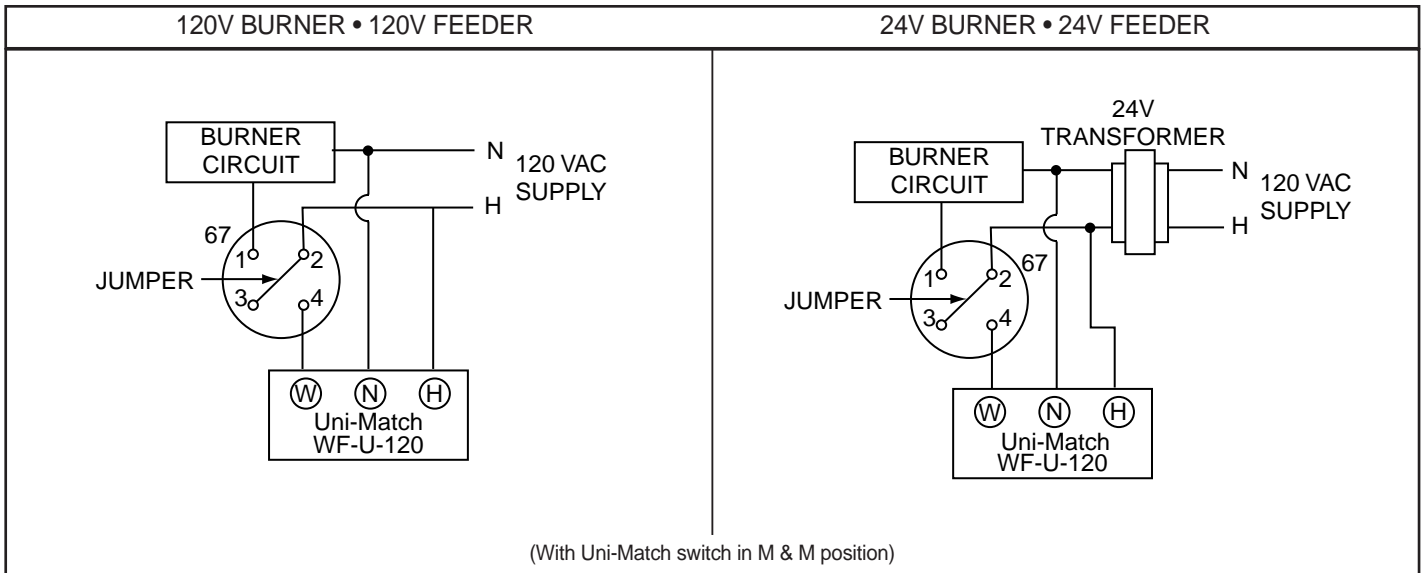 120V BURNER • 120V FEEDER
BURNER
CIRCUIT
N
120 VAC
SUPPLY
H
67
1
2
JUMPER
3
4
W
N
H
Uni-Match
WF-U-120
24V BURNER • 24V FEEDER
24V
TRANSFORMER
BURNER
CIRCUIT
N
120 VAC
SUPPLY
H
67
1
2
JUMPER
3
4
W
N
H
Uni-Match
WF-U-120
(With Uni-Match switch in M & M position)